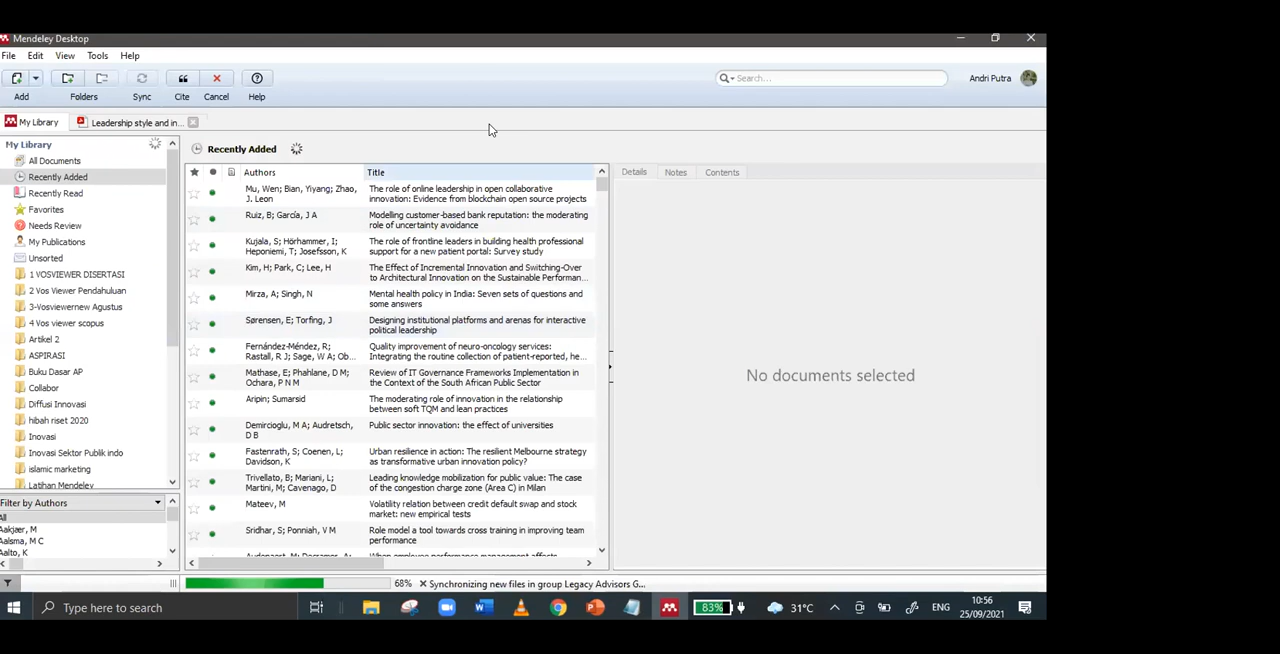 Mendeley Desktop
File Edit View Tools Help
Add Folders Sync Cite Cancel Help
Search...
Andri Putra
My Library
Leadership style and in...
My Library
All Documents
Recently Added
Recently Read
Favorites
Needs Review
My Publications
Unsorted
1 VOSVIEWER DISERTASI
2 Vos Viewer Pendahuluan
3-Vosviewernew Agustus
4 Vos viewer scopus
Artikel 2
ASPIRASI
Buku Dasar AP
Collabor
Diffusi Innovasi
hibah riset 2020
Inovasi
Inovasi Sektor Publik indo
islamic marketing
Latihan Mendeley
Filter by Authors
All
Aakjær, M
Aalsma, M C
Aalto, K
Recently Added
Authors Title
Mu, Wen; Bian, Yiyang; Zhao, The role of online leadership in open collaborative
J. Leon innovation: Evidence from blockchain open source projects
Ruiz, B; García, J A Modelling customer-based bank reputation: the moderating
role of uncertainty avoidance
Kujala, S; Hörhammer, I; The role of frontline leaders in building health professional
Heponiemi, T; Josefsson, K support for a new patient portal: Survey study
Kim, H; Park, C; Lee, H The Effect of Incremental Innovation and Switching-Over
to Architectural Innovation on the Sustainable Performan...
Mirza, A; Singh, N Mental health policy in India: Seven sets of questions and
some answers
Sørensen, E; Torfing, J Designing institutional platforms and arenas for interactive
political leadership
Fernández-Méndez, R; Quality improvement of neuro-oncology services:
Rastall, R J; Sage, W A; Ob... Integrating the routine collection of patient-reported, he...
Mathase, E; Phahlane, D M; Review of IT Governance Frameworks Implementation in
Ochara, P N M the Context of the South African Public Sector
Aripin; Sumarsid The moderating role of innovation in the relationship
between soft TQM and lean practices
Demircioglu, M A; Audretsch, Public sector innovation: the effect of universities
D B
Fastenrath, S; Coenen, L; Urban resilience in action: The resilient Melbourne strategy
Davidson, K as transformative urban innovation policy?
Trivellato, B; Mariani, L; Leading knowledge mobilization for public value: The case
Martini, M; Cavenago, D of the congestion charge zone (Area C) in Milan
Mateev, M Volatility relation between credit default swap and stock
market: new empirical tests
Sridhar, S; Ponniah, V M Role model a tool towards cross training in improving team
performance
Audenaert, M; Decramer, A; When employee performance management affects
Details Notes Contents
No documents selected
68% Synchronizing new files in group Legacy Advisors G...
Type here to search
83%
31°C
ENG
10:56
25/09/2021